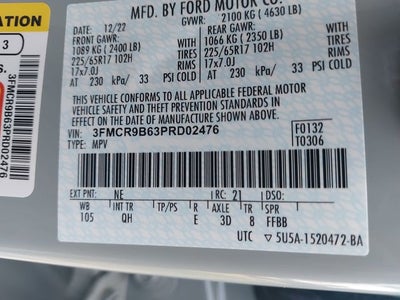 MFD. BY FORD MOTOR CO.
12/22
GVWR: 2100 KG ( 4630 LB)
FRONT GAWR:
REAR GAWR:
1089 KG ( 2400 LB)
1066 KG ( 2350 LB)
225/65R17 102H
TIRES
225/65R17 102H
TIRES
17x7.0J
RIMS
17x7.0J
RIMS
AT 230 kPa/ 33 PSI COLD
AT 230 kPa/ 33 PSI COLD
THIS VEHICLE CONFORMS TO ALL APPLICABLE FEDERAL MOTOR
VEHICLE SAFETY AND THEFT PREVENTION STANDARDS IN EFFECT ON THE DATE OF
MANUFACTURE SHOWN ABOVE.
VIN: 3FMCR9B63PRD02476
TYPE: MPV
F0132
T0306
EXT PNT: NE
RC: 21
DSO:
WB
INT TR
TP/PS
R
AXLE
TR
SPR
105
QH
E
3D
8
FFBB
UTC
5U5A-1520472-BA
ATION
3
3FMCR9B63PRD02476